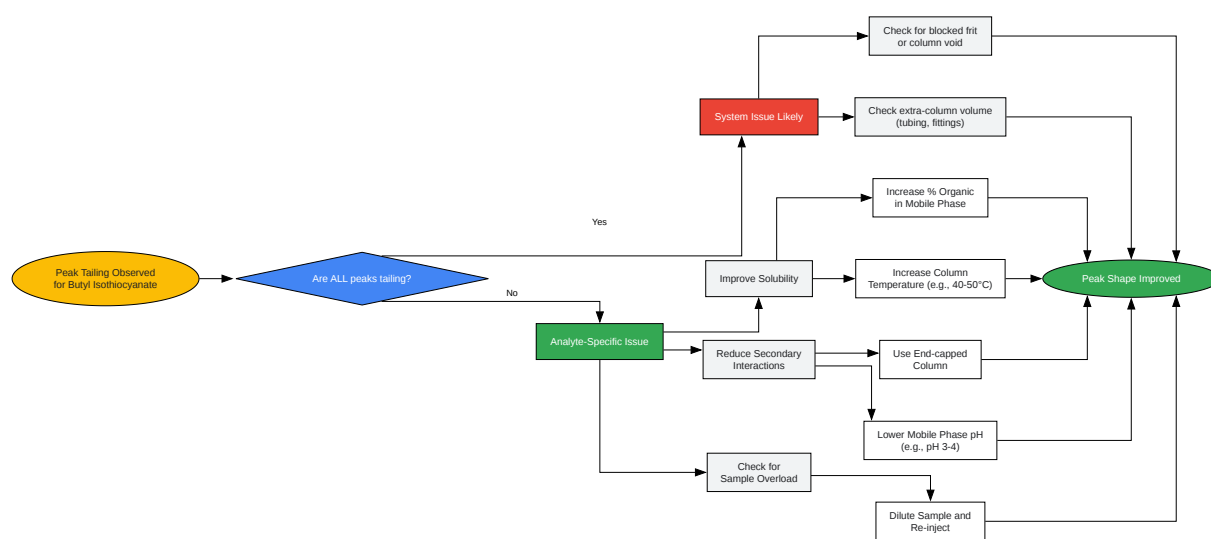 Check for blocked frit
or column void
System Issue Likely
Check extra-column volume
(tubing, fittings)
Increase % Organic
in Mobile Phase
Yes
Peak Tailing Observed
for Butyl Isothiocyanate
Are ALL peaks tailing?
Improve Solubility
Increase Column
Temperature (e.g., 40-50°C)
Peak Shape Improved
No
Analyte-Specific Issue
Reduce Secondary
Interactions
Use End-capped
Column
Lower Mobile Phase pH
(e.g., pH 3-4)
Check for
Sample Overload
Dilute Sample and
Re-inject